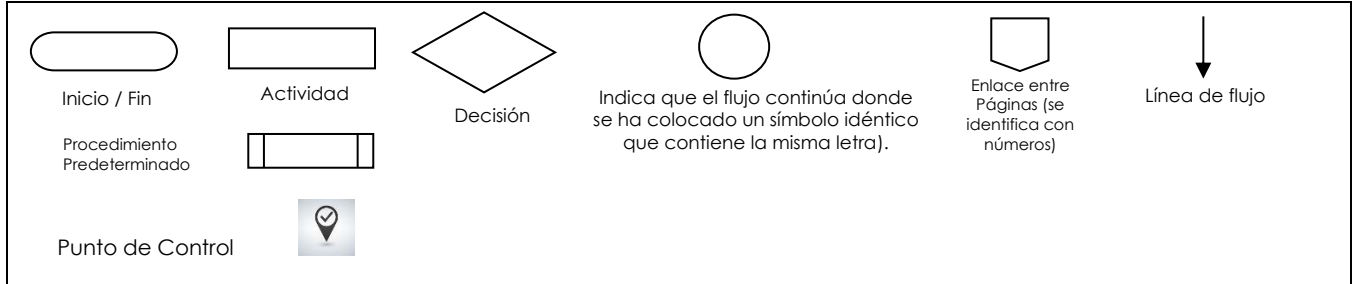 Inicio / Fin
Actividad
Decisión
Indica que el flujo continúa donde
se ha colocado un símbolo idéntico
que contiene la misma letra).
Enlace entre
Páginas (se
identifica con
números)
Línea de flujo
Procedimiento
Predeterminado
Punto de Control